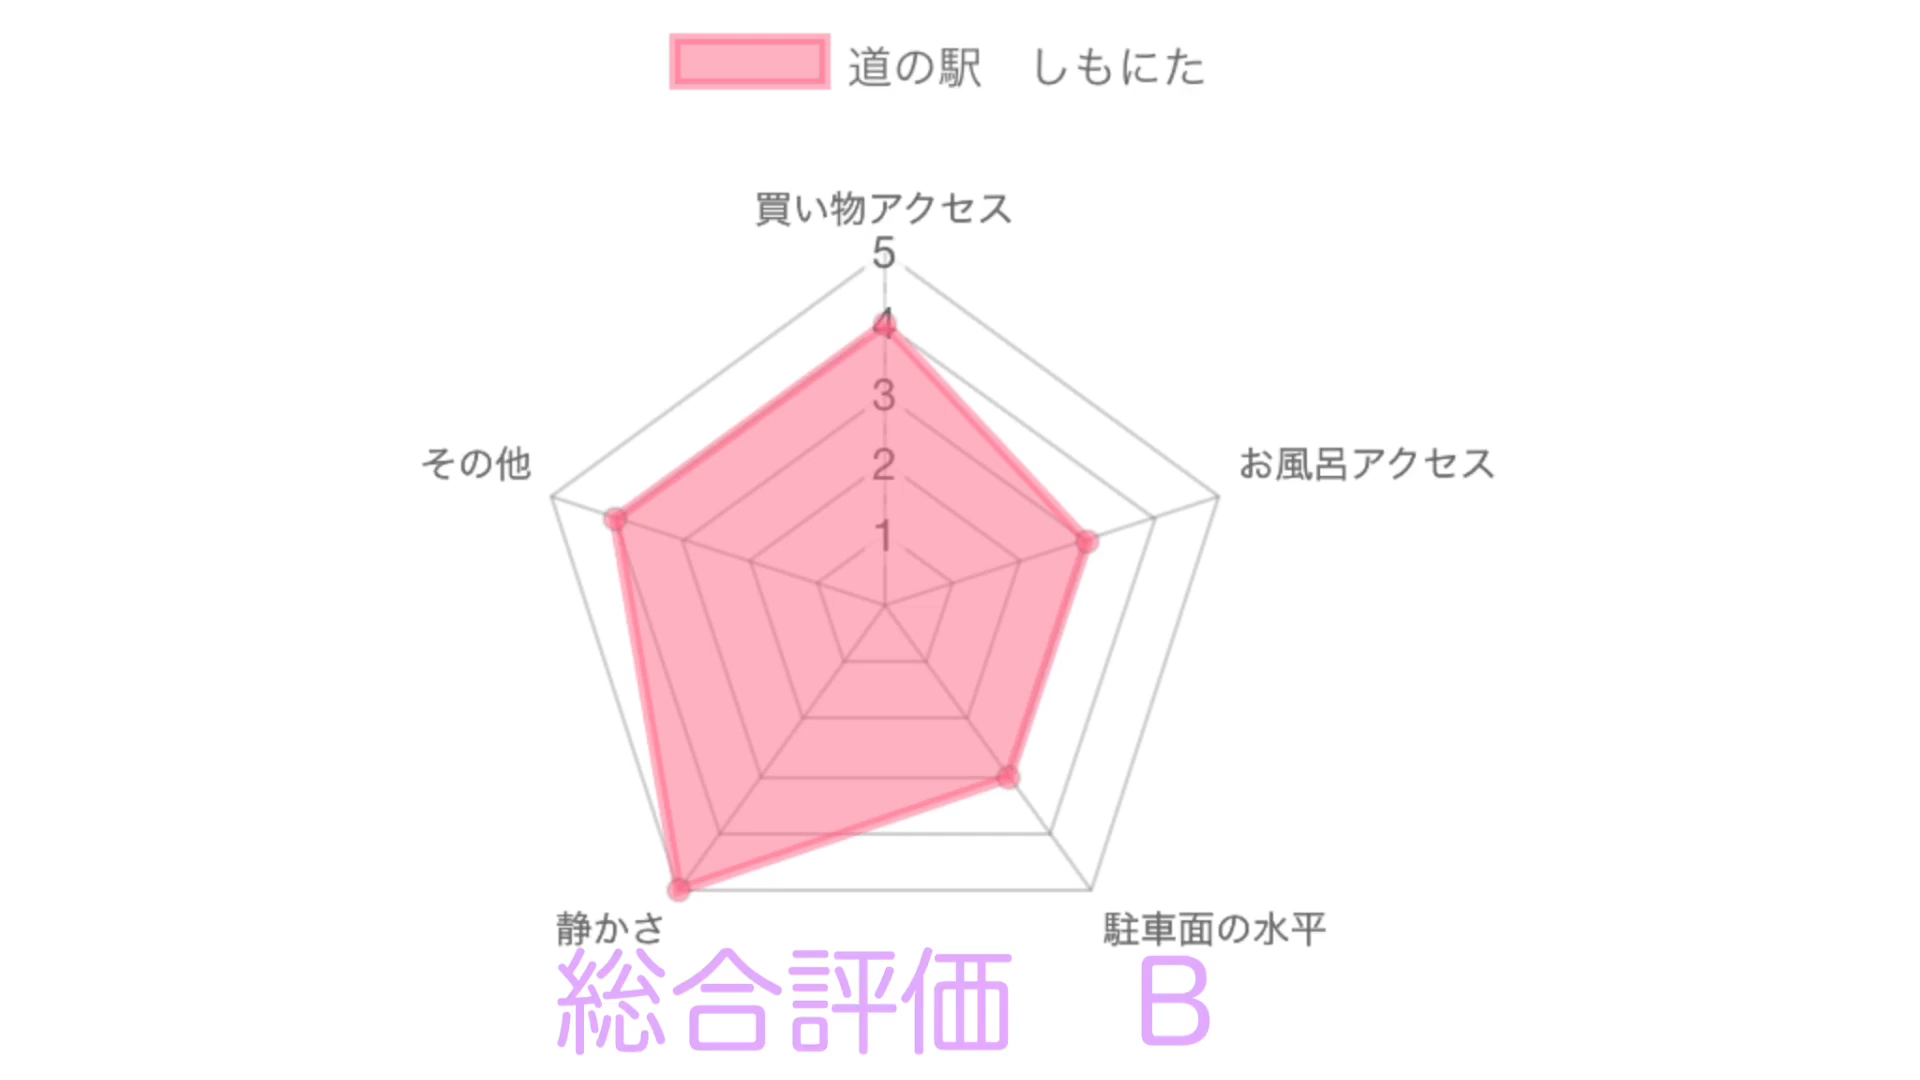 道の駅　しもにた
買い物アクセス
5
4
3
2
1
その他
お風呂アクセス
静かさ
駐車面の水平
総合評価　B